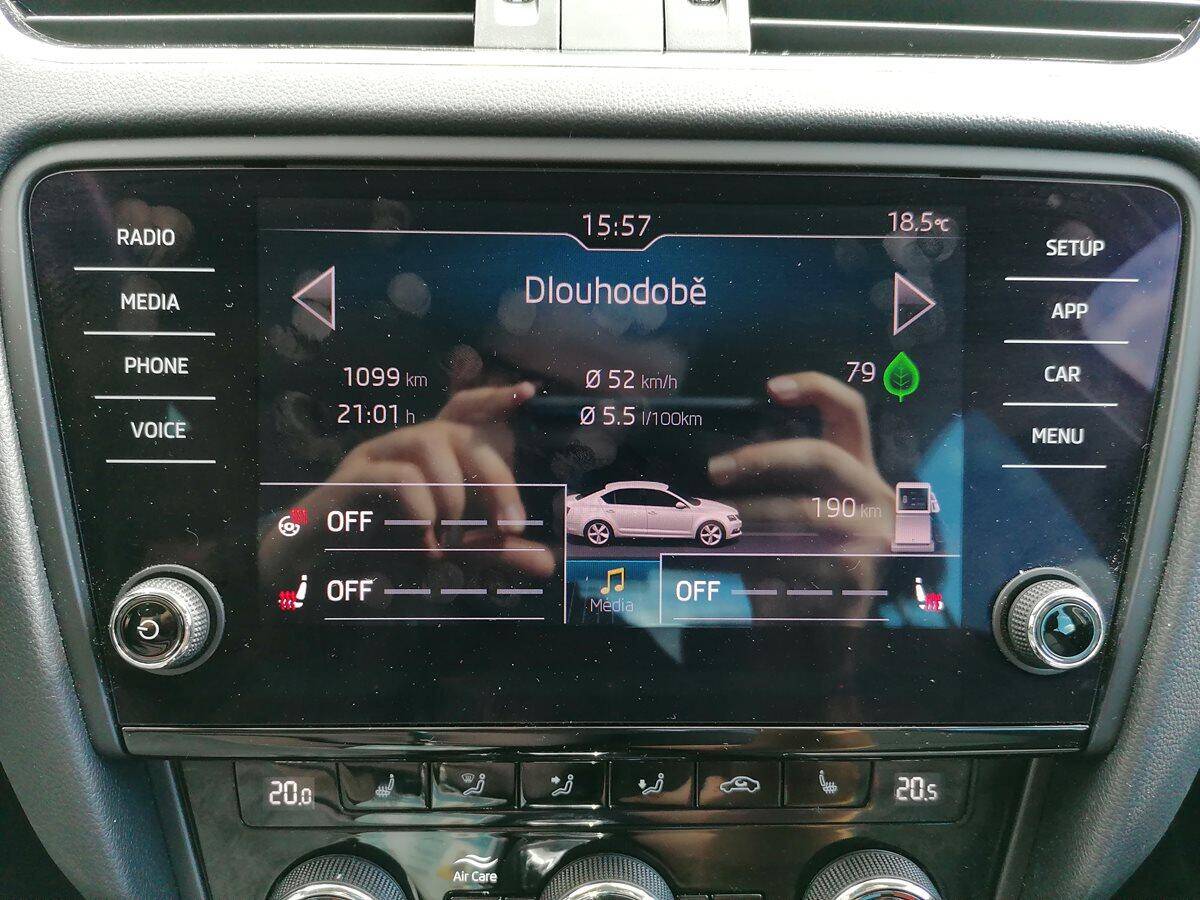 15:57
18.5°C
RADIO
MEDIA
PHONE
VOICE
Dlouhodobě
1099 km
21:01 h
Ø 52 km/h
Ø 5.5 l/100km
79
190 km
OFF
OFF
Média
OFF
SETUP
APP
CAR
MENU
20.0
20.5
Air Care